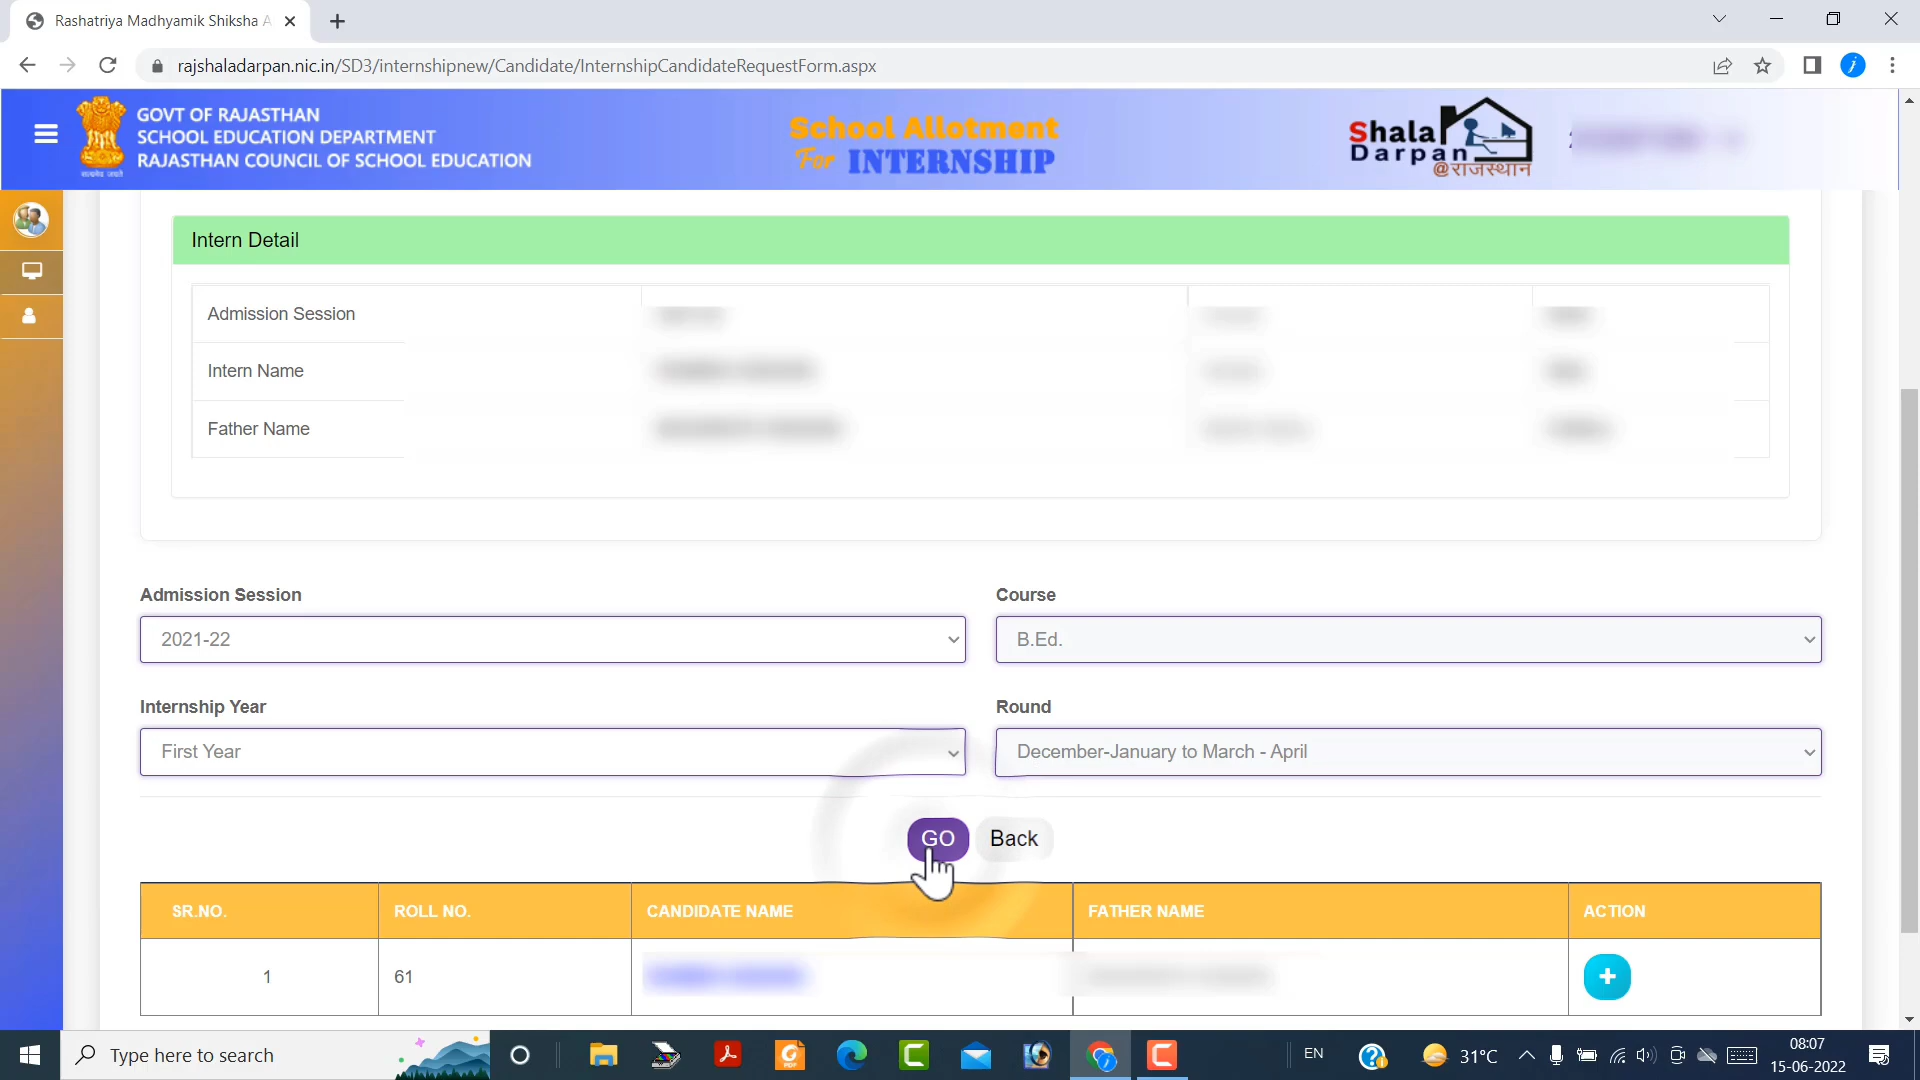 Rashatriya Madhyamik Shiksha A
rajshaladarpan.nic.in/SD3/internshipnew/Candidate/InternshipCandidateRequestForm.aspx
GOVT OF RAJASTHAN
SCHOOL EDUCATION DEPARTMENT
RAJASTHAN COUNCIL OF SCHOOL EDUCATION
सत्यमेव जयते
School Allotment
For INTERNSHIP
Shala
Darpan
@राजस्थान
Intern Detail
Admission Session
Intern Name
Father Name
Admission Session
Course
2021-22
B.Ed.
Internship Year
Round
First Year
December-January to March - April
GO Back
SR.NO. ROLL NO. CANDIDATE NAME FATHER NAME ACTION
1 61
Type here to search
EN
31°C
08:07
15-06-2022